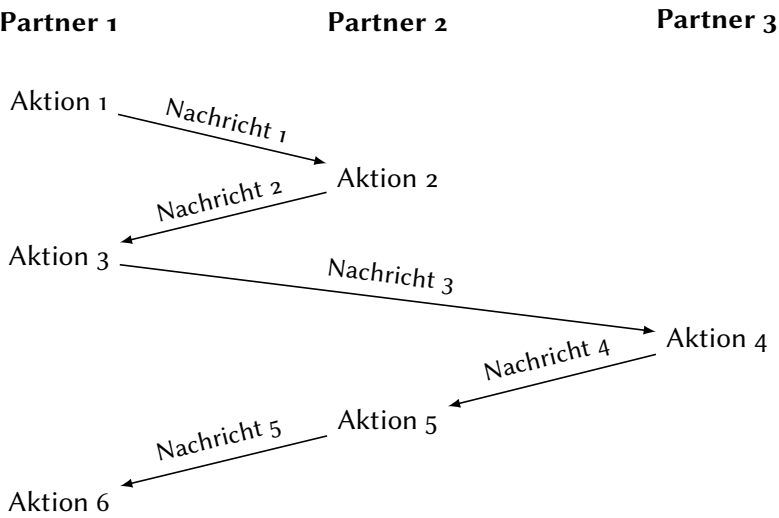 Partner 1
Partner 2
Partner 3
Aktion 1
Nachricht 1
Aktion 2
Nachricht 2
Aktion 3
Nachricht 3
Aktion 4
Nachricht 4
Aktion 5
Nachricht 5
Aktion 6